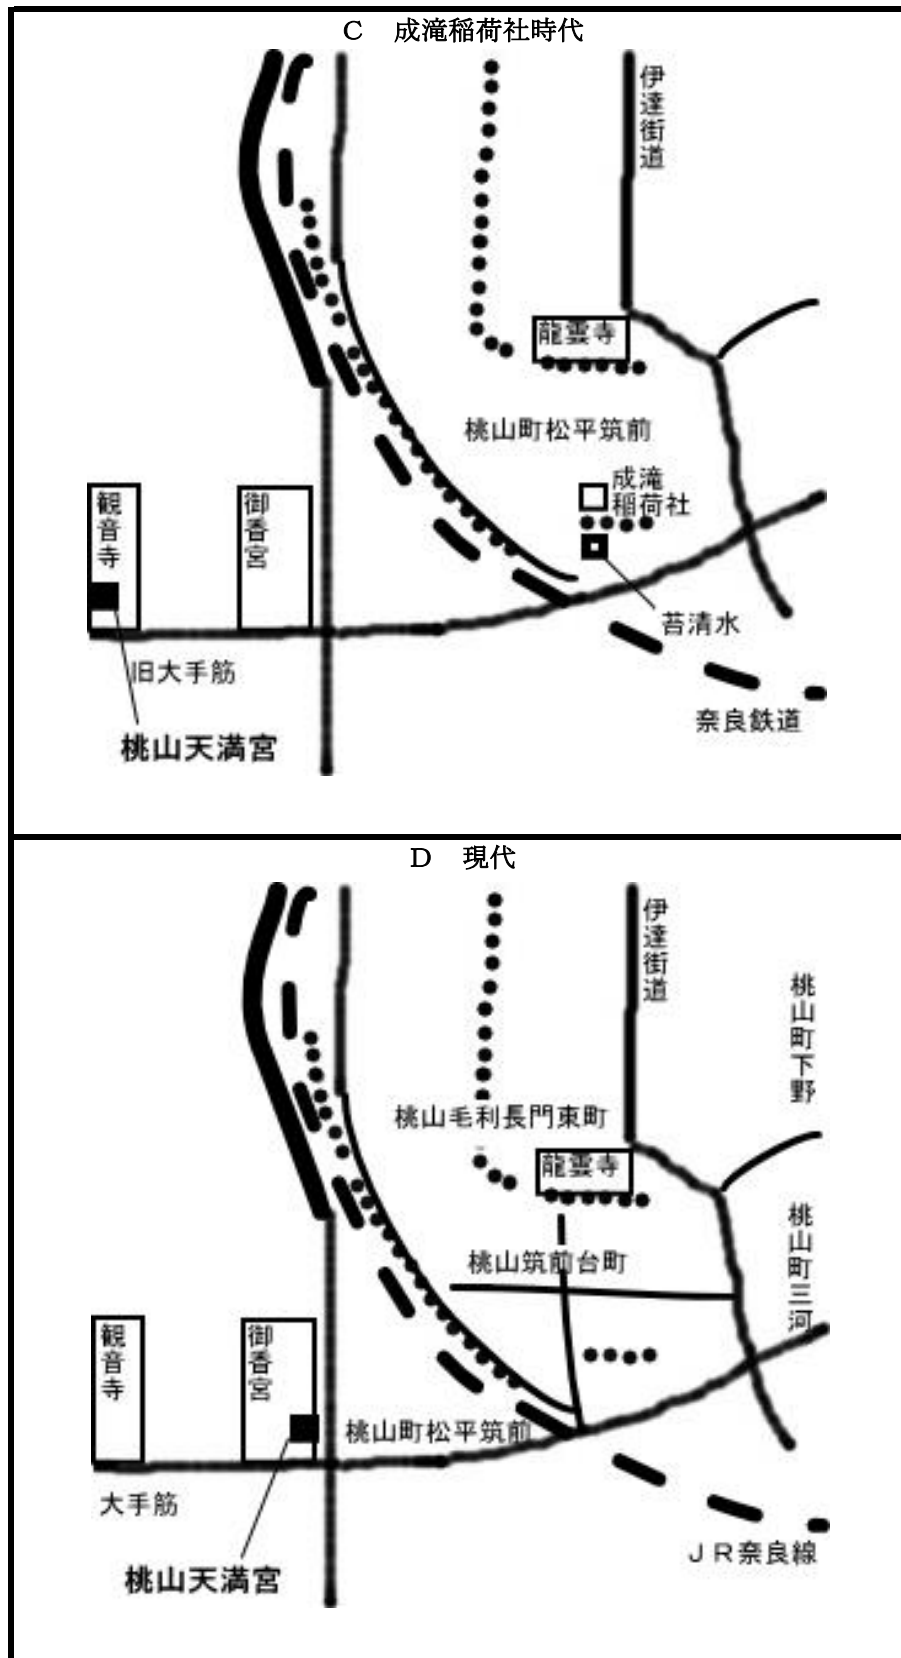 C 成滝稲荷社時代
伊達街道
龍雲寺
桃山町松平筑前
成滝
稲荷社
観音寺
御香宮
苔清水
旧大手筋
奈良鉄道
桃山天満宮
D 現代
伊達街道
桃山町下野
桃山毛利長門東町
龍雲寺
桃山町三河
桃山筑前台町
観音寺
御香宮
桃山町松平筑前
大手筋
JR奈良線
桃山天満宮